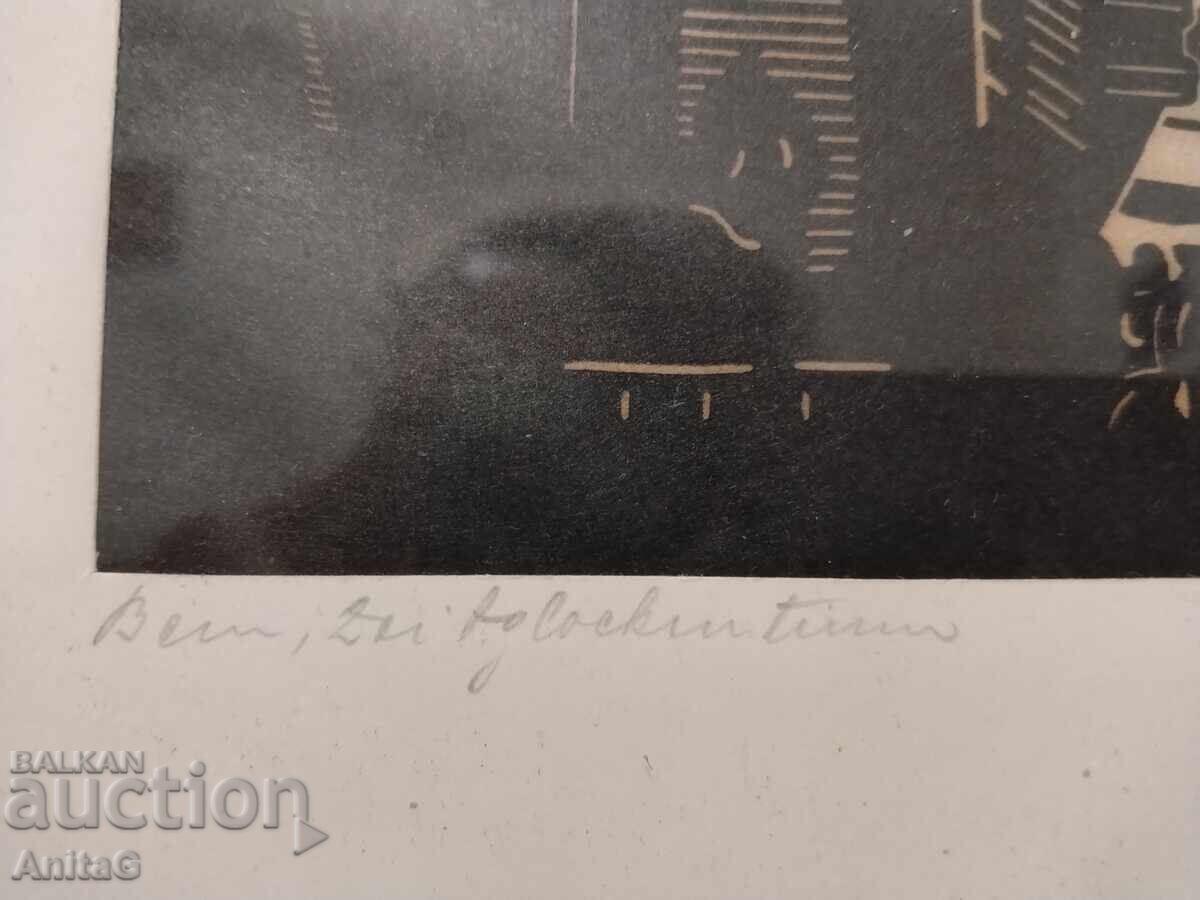 Bern, Zeitglockenturm
BALKAN
auction
AnitaG